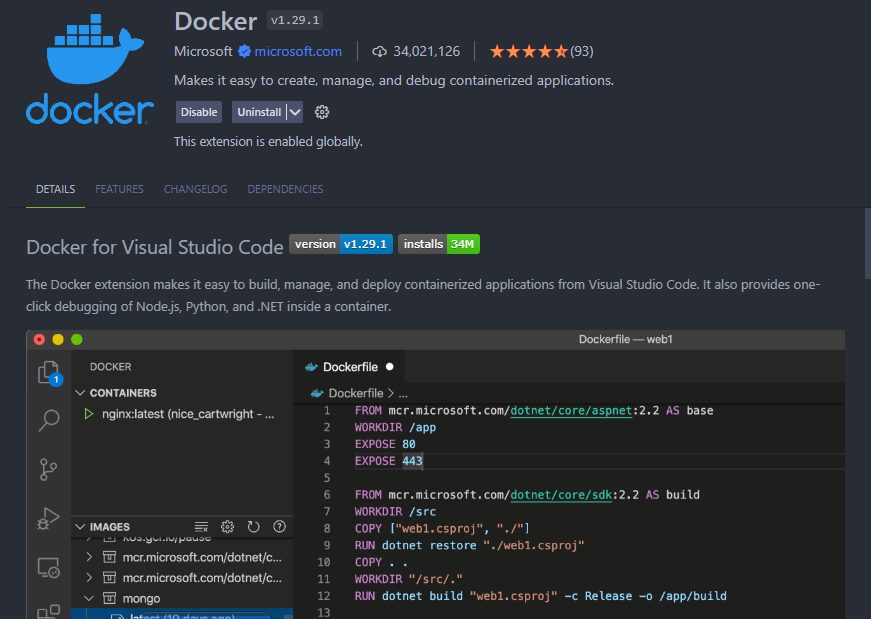 Docker v1.29.1
Microsoft microsoft.com 34,021,126 (93)
Makes it easy to create, manage, and debug containerized applications.
docker
Disable Uninstall
This extension is enabled globally.
DETAILS FEATURES CHANGELOG DEPENDENCIES
Docker for Visual Studio Code version v1.29.1 installs 34M
The Docker extension makes it easy to build, manage, and deploy containerized applications from Visual Studio Code. It also provides one-
click debugging of Node.js, Python, and .NET inside a container.
Dockerfile — web1
1
DOCKER
CONTAINERS
nginx:latest (nice_cartwright - ...
IMAGES
k8s.gcr.io/pause
mcr.microsoft.com/dotnet/c...
mcr.microsoft.com/dotnet/c...
mongo
latest (19 days ago)
Dockerfile
Dockerfile > ...
1 FROM mcr.microsoft.com/dotnet/core/aspnet:2.2 AS base
2 WORKDIR /app
3 EXPOSE 80
4 EXPOSE 443
5
6 FROM mcr.microsoft.com/dotnet/core/sdk:2.2 AS build
7 WORKDIR /src
8 COPY ["web1.csproj", "./"]
9 RUN dotnet restore "./web1.csproj"
10 COPY . .
11 WORKDIR "/src/."
12 RUN dotnet build "web1.csproj" -c Release -o /app/build
13